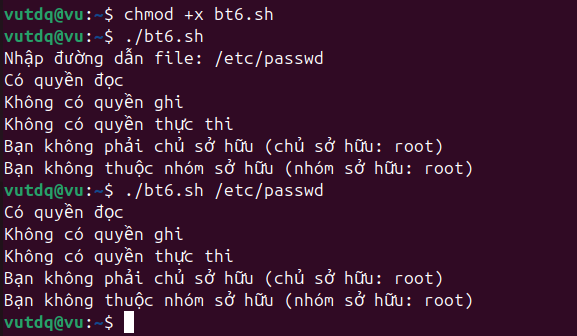 vutdq@vu:~$ chmod +x bt6.sh
vutdq@vu:~$ ./bt6.sh
Nhập đường dẫn file: /etc/passwd
Có quyền đọc
Không có quyền ghi
Không có quyền thực thi
Bạn không phải chủ sở hữu (chủ sở hữu: root)
Bạn không thuộc nhóm sở hữu (nhóm sở hữu: root)
vutdq@vu:~$ ./bt6.sh /etc/passwd
Có quyền đọc
Không có quyền ghi
Không có quyền thực thi
Bạn không phải chủ sở hữu (chủ sở hữu: root)
Bạn không thuộc nhóm sở hữu (nhóm sở hữu: root)
vutdq@vu:~$